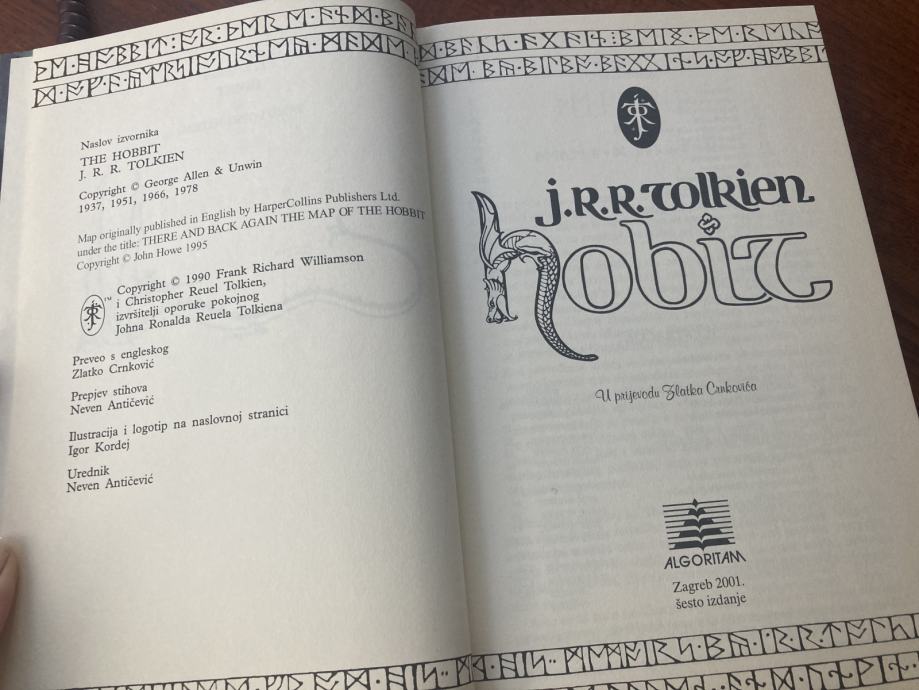 Naslov izvornika
THE HOBBIT
J. R. R. TOLKIEN
Copyright © George Allen & Unwin
1937, 1951, 1966, 1978
Map originally published in English by HarperCollins Publishers Ltd.
under the title: THERE AND BACK AGAIN THE MAP OF THE HOBBIT
Copyright © John Howe 1995
Copyright © 1990 Frank Richard Williamson
i Christopher Reuel Tolkien,
izvršitelji oporuke pokojnog
Johna Ronalda Reuela Tolkiena
TM
Preveo s engleskog
Zlatko Crnković
Prepjev stihova
Neven Antičević
Ilustracija i logotip na naslovnoj stranici
Igor Kordej
Urednik
Neven Antičević
j.R.R. Tolkien
hobit
U prijevodu Zlatka Crnkovića
ALGORITAM
Zagreb 2001.
šesto izdanje